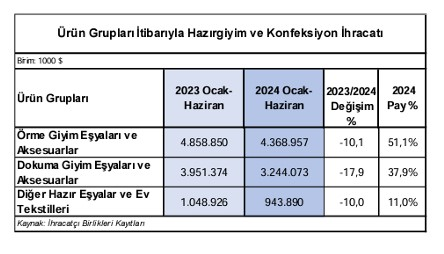 Ürün Grupları İtibarıyla Hazırgiyim ve Konfeksiyon İhracatı
Birim: 1000 $
Ürün Grupları 2023 Ocak-Haziran 2024 Ocak-Haziran 2023/2024 Değişim % 2024 Pay %
Örme Giyim Eşyaları ve Aksesuarlar 4.858.850 4.368.957 -10,1 51,1%
Dokuma Giyim Eşyaları ve Aksesuarlar 3.951.374 3.244.073 -17,9 37,9%
Diğer Hazır Eşyalar ve Ev Tekstilleri 1.048.926 943.890 -10,0 11,0%
Kaynak: İhracatçı Birlikleri Kayıtları